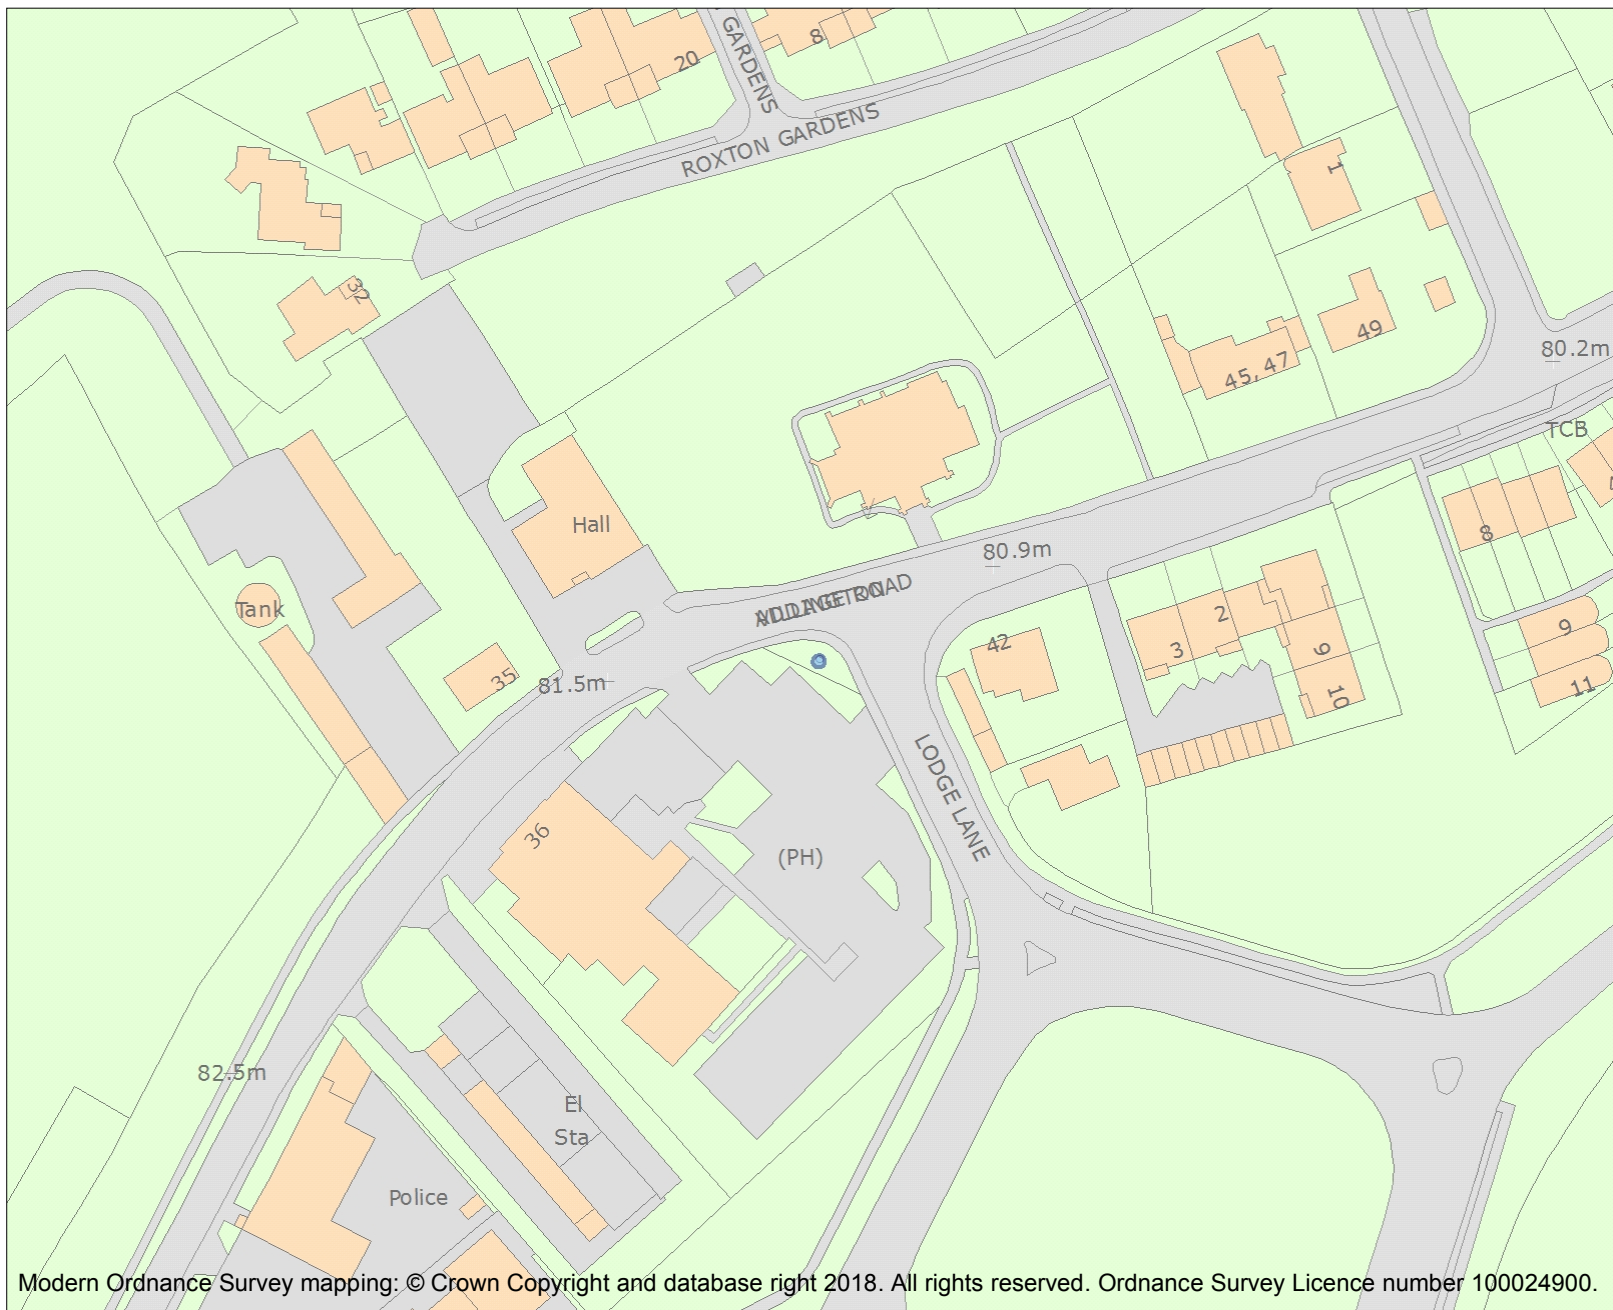 GARDENS
8
20
ROXTON GARDENS
1
32
49
45, 47
80.2m
TCB
Hall
8
80.9m
ADDINGTON
VILLAGE ROAD
Tank
42
2
3
9
9
10
11
35
81.5m
LODGE LANE
36
(PH)
82.5m
El
Sta
Police
Modern Ordnance Survey mapping: © Crown Copyright and database right 2018. All rights reserved. Ordnance Survey Licence number 100024900.